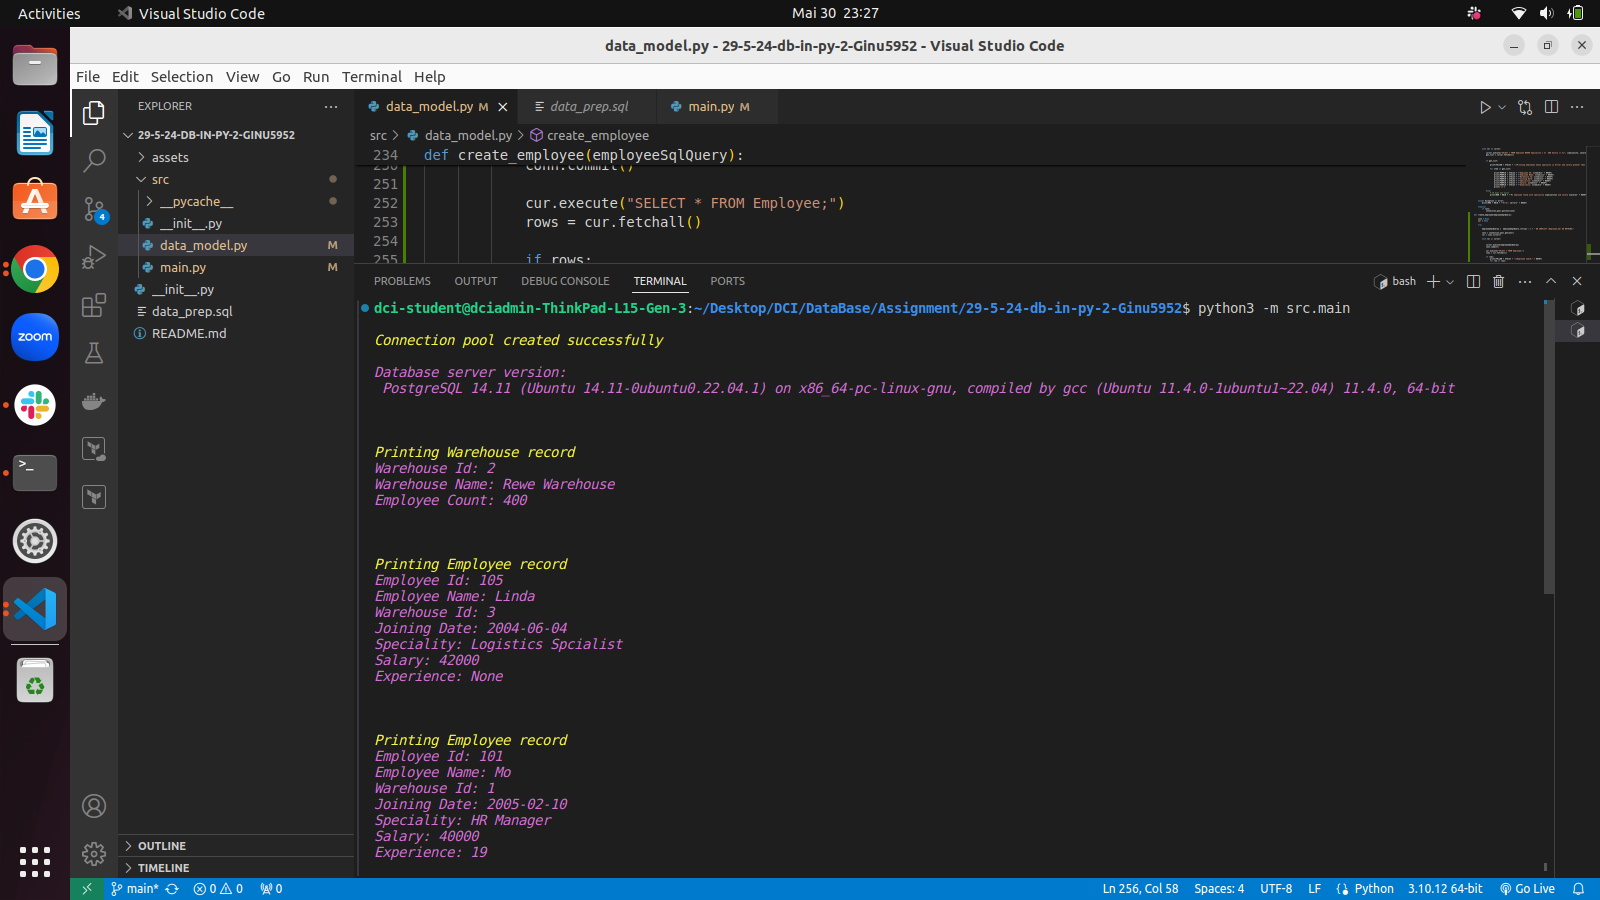 Activities
Visual Studio Code
Mai 30 23:27
data_model.py - 29-5-24-db-in-py-2-Ginu5952 - Visual Studio Code
File Edit Selection View Go Run Terminal Help
EXPLORER
29-5-24-DB-IN-PY-2-GINU5952
assets
src
__pycache__
__init__.py
data_model.py M
main.py M
__init__.py
data_prep.sql
README.md
OUTLINE
TIMELINE
4
zoom
data_model.py M
data_prep.sql
main.py M
src > data_model.py > create_employee
234 def create_employee(employeeSqlQuery):
250 conn.commit()
251
252 cur.execute("SELECT * FROM Employee;")
253 rows = cur.fetchall()
254
255 if rows:
PROBLEMS OUTPUT DEBUG CONSOLE TERMINAL PORTS
bash
dci-student@dciadmin-ThinkPad-L15-Gen-3:~/Desktop/DCI/DataBase/Assignment/29-5-24-db-in-py-2-Ginu5952$ python3 -m src.main
Connection pool created successfully
Database server version:
PostgreSQL 14.11 (Ubuntu 14.11-0ubuntu0.22.04.1) on x86_64-pc-linux-gnu, compiled by gcc (Ubuntu 11.4.0-1ubuntu1~22.04) 11.4.0, 64-bit
Printing Warehouse record
Warehouse Id: 2
Warehouse Name: Rewe Warehouse
Employee Count: 400
Printing Employee record
Employee Id: 105
Employee Name: Linda
Warehouse Id: 3
Joining Date: 2004-06-04
Speciality: Logistics Spcialist
Salary: 42000
Experience: None
Printing Employee record
Employee Id: 101
Employee Name: Mo
Warehouse Id: 1
Joining Date: 2005-02-10
Speciality: HR Manager
Salary: 40000
Experience: 19
main* 0 0 0
Ln 256, Col 58 Spaces: 4 UTF-8 LF Python 3.10.12 64-bit Go Live